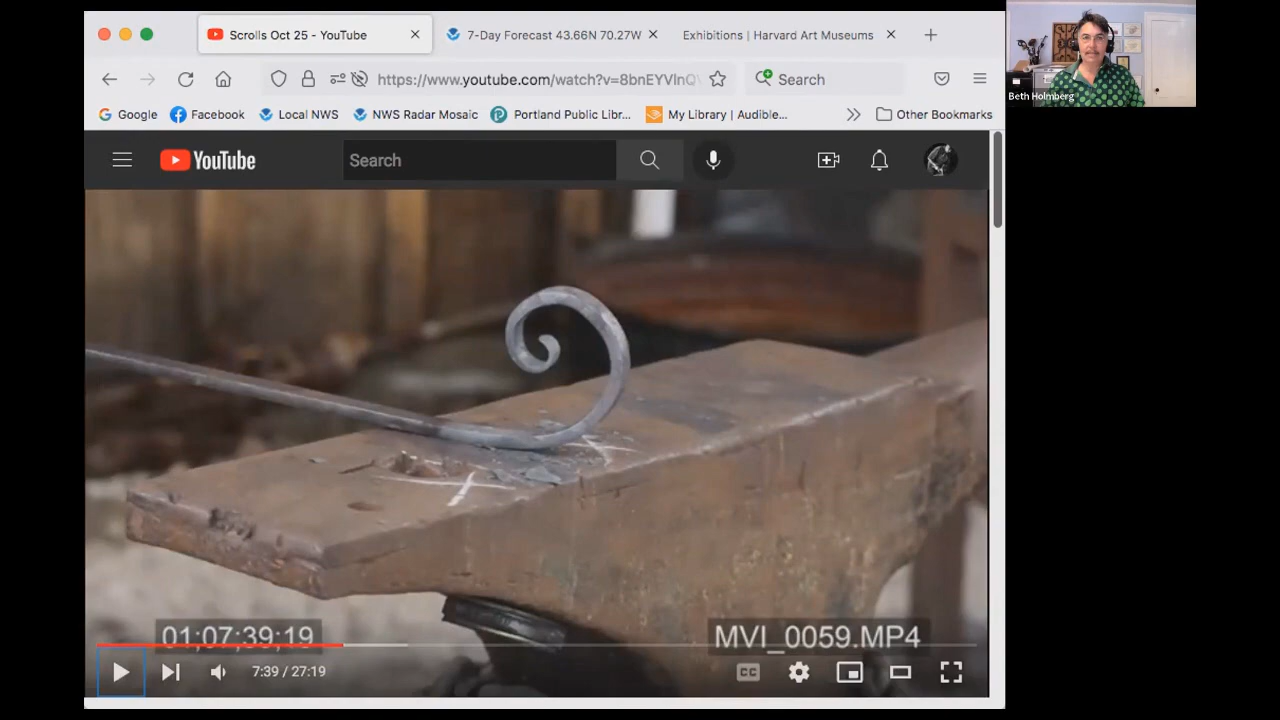 Scrolls Oct 25 - YouTube
7-Day Forecast 43.66N 70.27W
Exhibitions | Harvard Art Museums
https://www.youtube.com/watch?v=8bnEYVlnQ
Search
Google
Facebook
Local NWS
NWS Radar Mosaic
Portland Public Libr...
My Library | Audible...
Other Bookmarks
YouTube
Search
Beth Holmberg
01;07;39;19
MVI_0059.MP4
7:39 / 27:19
CC